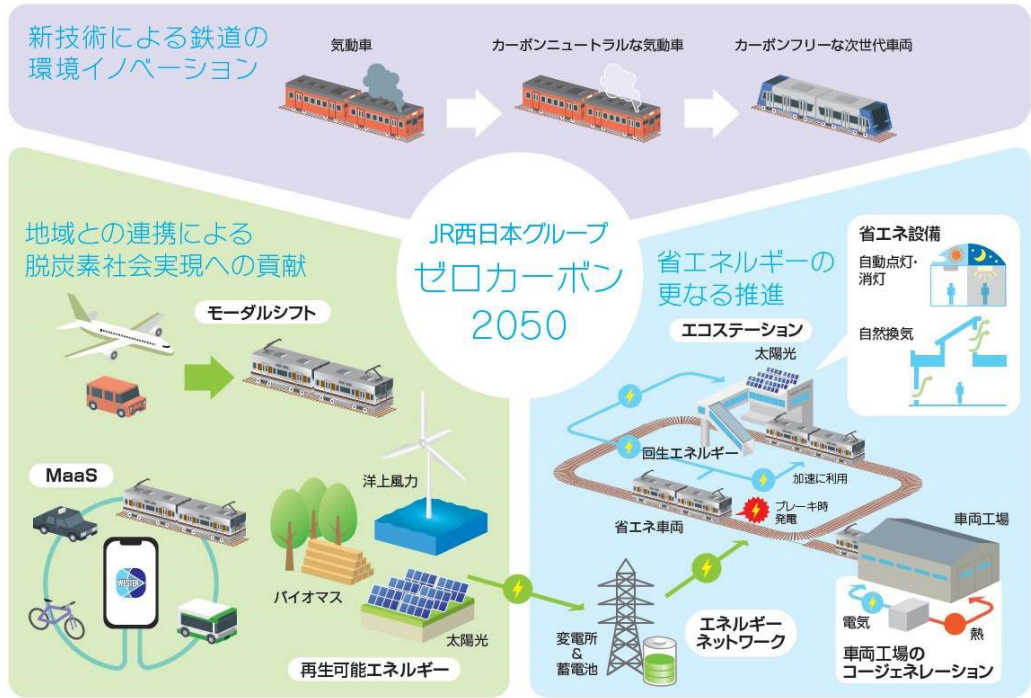 新技術による鉄道の
環境イノベーション
気動車
カーボンニュートラルな気動車
カーボンフリーな次世代車両
JR西日本グループ
ゼロカーボン
2050
地域との連携による
脱炭素社会実現への貢献
モーダルシフト
MaaS
WESTER
洋上風力
バイオマス
太陽光
再生可能エネルギー
省エネルギーの
更なる推進
エコステーション
太陽光
省エネ設備
自動点灯・
消灯
自然換気
回生エネルギー
加速に利用
ブレーキ時
発電
省エネ車両
車両工場
変電所
&
蓄電池
エネルギー
ネットワーク
電気
熱
車両工場の
コージェネレーション